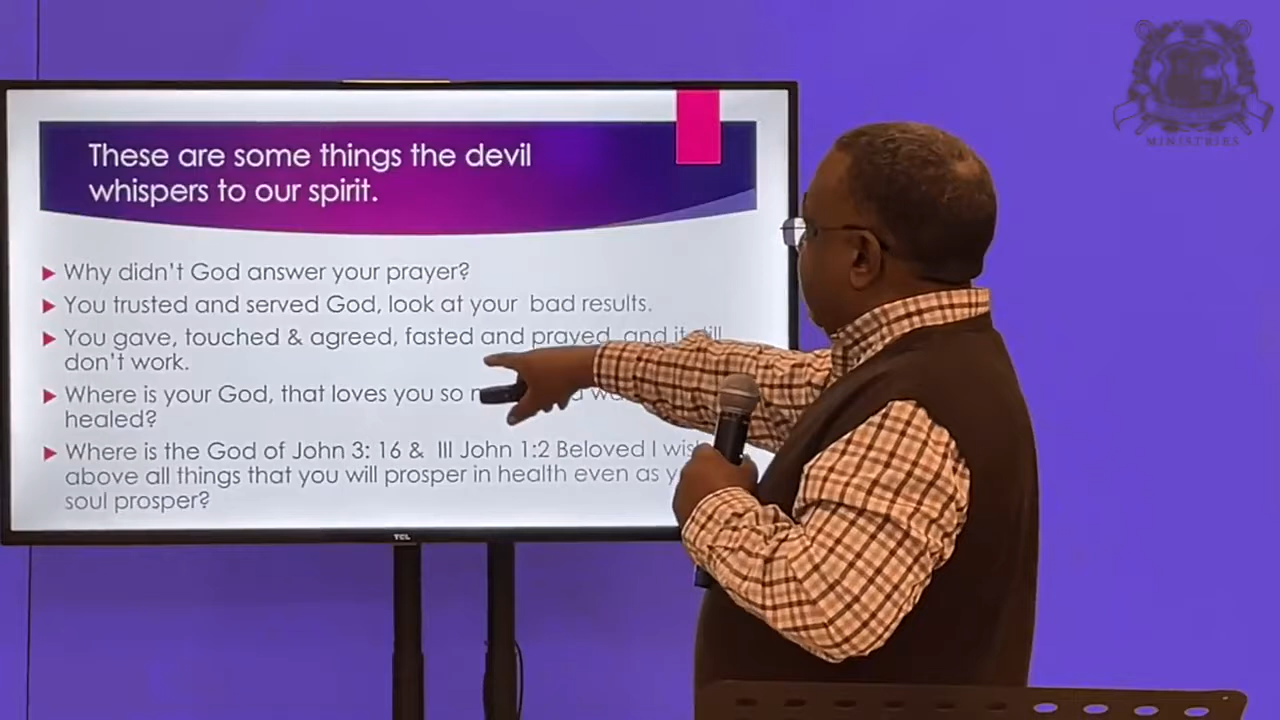 These are some things the devil
whispers to our spirit.
Why didn't God answer your prayer?
You trusted and served God, look at your bad results.
You gave, touched & agreed, fasted and prayed, and it still
don't work.
Where is your God, that loves you so
healed?
Where is the God of John 3: 16 & III John 1:2 Beloved I wish
above all things that you will prosper in health even as
soul prosper?
TCL
MINISTRIES